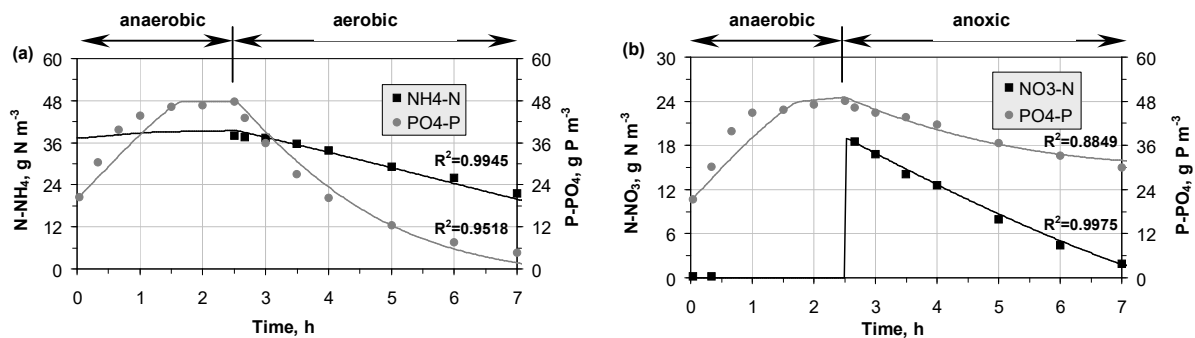 anaerobic aerobic
(a)
60 60
48 48
36 36
24 24
12 12
0 0
0 1 2 3 4 5 6 7
Time, h
N-NH4, g N m-3
P-PO4, g P m-3
NH4-N
PO4-P
R2=0.9945
R2=0.9518
anaerobic anoxic
(b)
30 60
24 48
18 36
12 24
6 12
0 0
0 1 2 3 4 5 6 7
Time, h
N-NO3, g N m-3
P-PO4, g P m-3
NO3-N
PO4-P
R2=0.8849
R2=0.9975